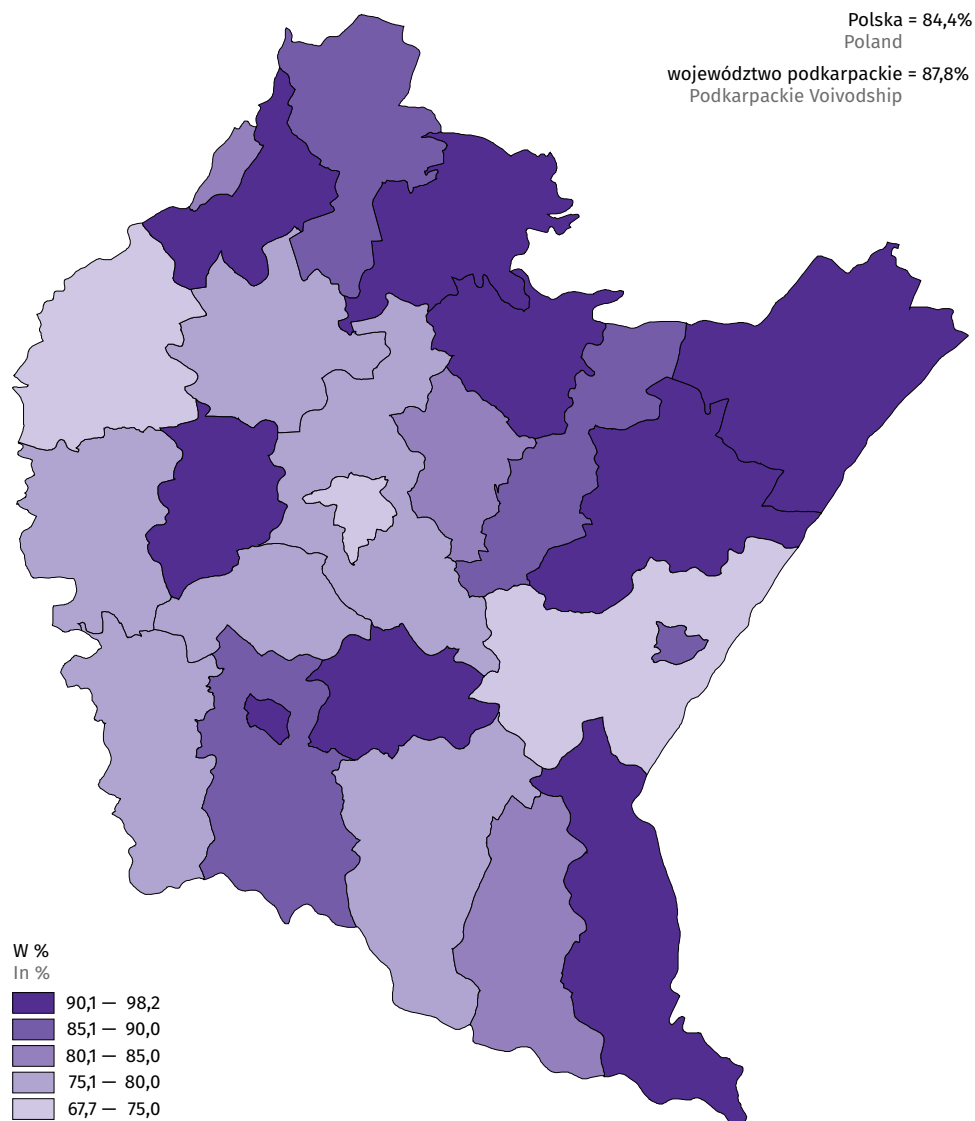 Polska = 84,4%
Poland
województwo podkarpackie = 87,8%
Podkarpackie Voivodship
W %
In %
90,1 — 98,2
85,1 — 90,0
80,1 — 85,0
75,1 — 80,0
67,7 — 75,0